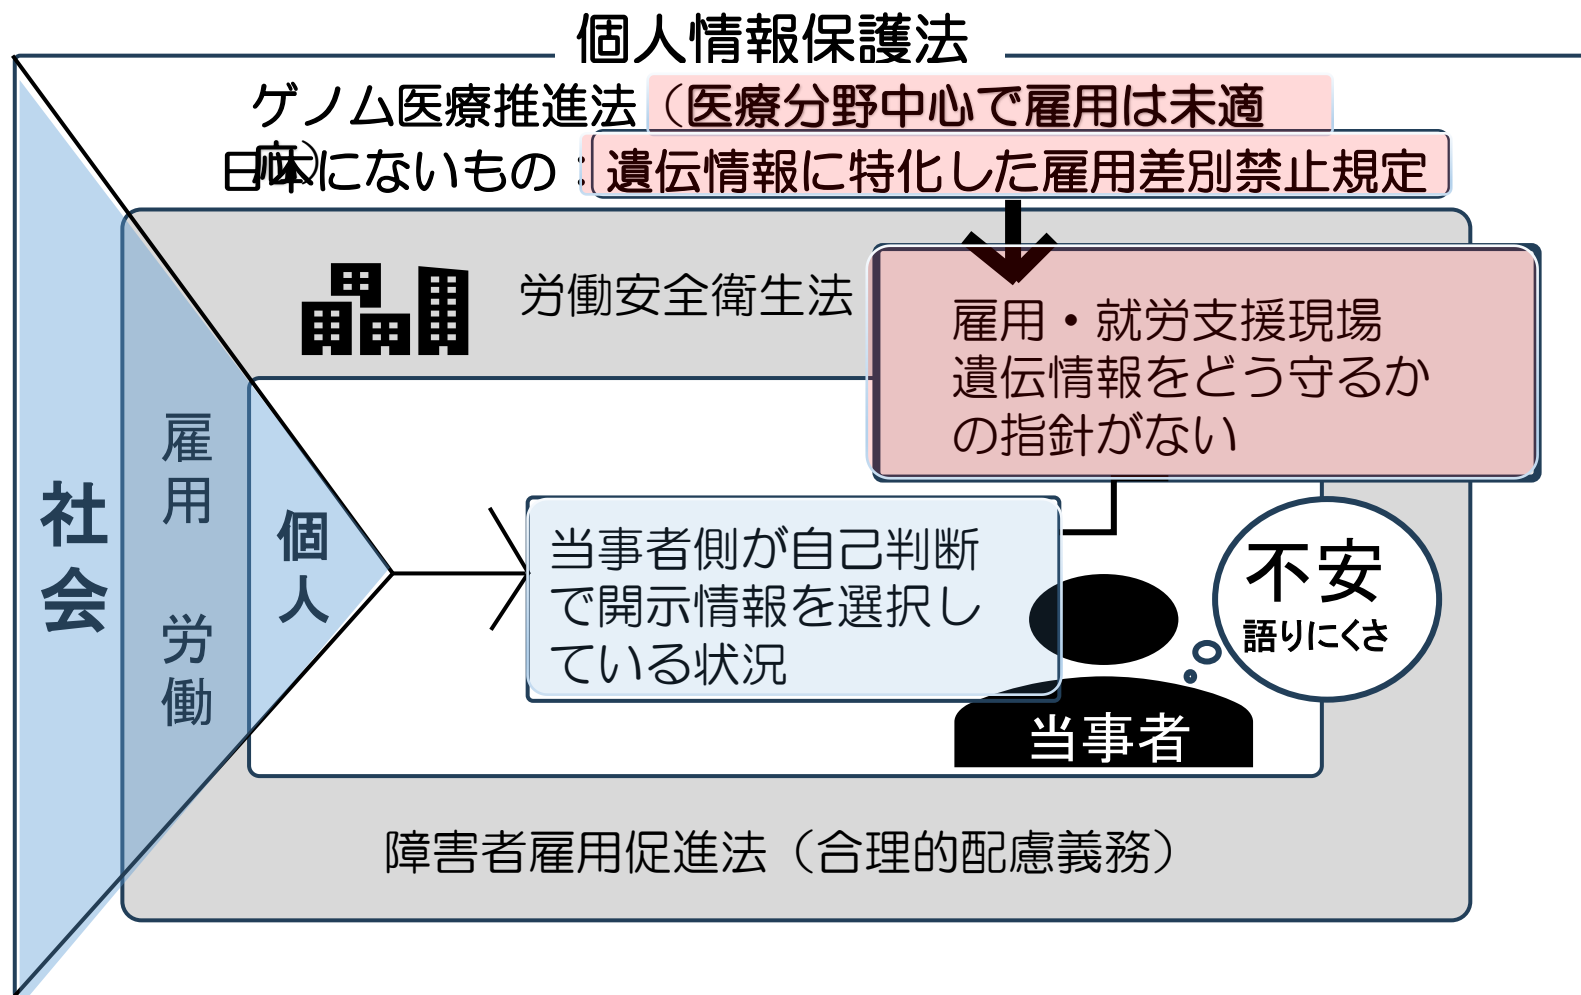 個人情報保護法
ゲノム医療推進法（医療分野中心で雇用は未適
応）
日本にないもの：遺伝情報に特化した雇用差別禁止規定
労働安全衛生法
雇用・就労支援現場
遺伝情報をどう守るか
の指針がない
社会
雇用
労働
個人
当事者側が自己判断
で開示情報を選択し
ている状況
不安
語りにくさ
当事者
障害者雇用促進法（合理的配慮義務）